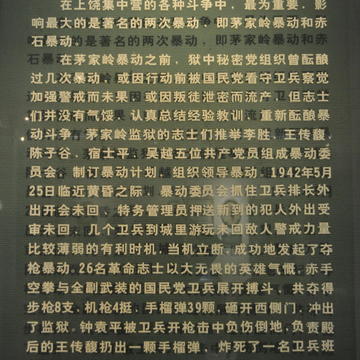 在上饶集中营的各种斗争中，最为重要、影
响最大的是著名的两次暴动，即茅家岭暴动和赤
石暴动。
在茅家岭暴动之前，狱中秘密党组织曾酝酿
过几次暴动，或因行动前被国民党看守卫兵察觉
加强警戒而未果，或因叛徒泄密而流产，但志士
们并没有气馁，认真总结经验教训，重新酝酿暴
动斗争。茅家岭监狱的志士们推举李胜、王传馥、
陈子谷、宿士平、吴越五位共产党员组成暴动委
员会，制订暴动计划，组织领导暴动。1942年5月
25日临近黄昏之际，暴动委员会抓住卫兵排长外
出开会未回、特务管理员押送新到的犯人外出受
审未回、几个卫兵到城里游玩未回敌人警戒力量
比较薄弱的有利时机，当机立断，成功地发起了夺
枪暴动。26名革命志士以大无畏的英雄气慨，赤手
空拳与全副武装的国民党卫兵展开搏斗，共夺得
步枪8支、机枪4挺、手榴弹39颗，砸开西侧门，冲出
了监狱。钟袁平被卫兵开枪击中负伤倒地，负责殿
后的王传馥扔出一颗手榴弹，炸死了一名卫兵班